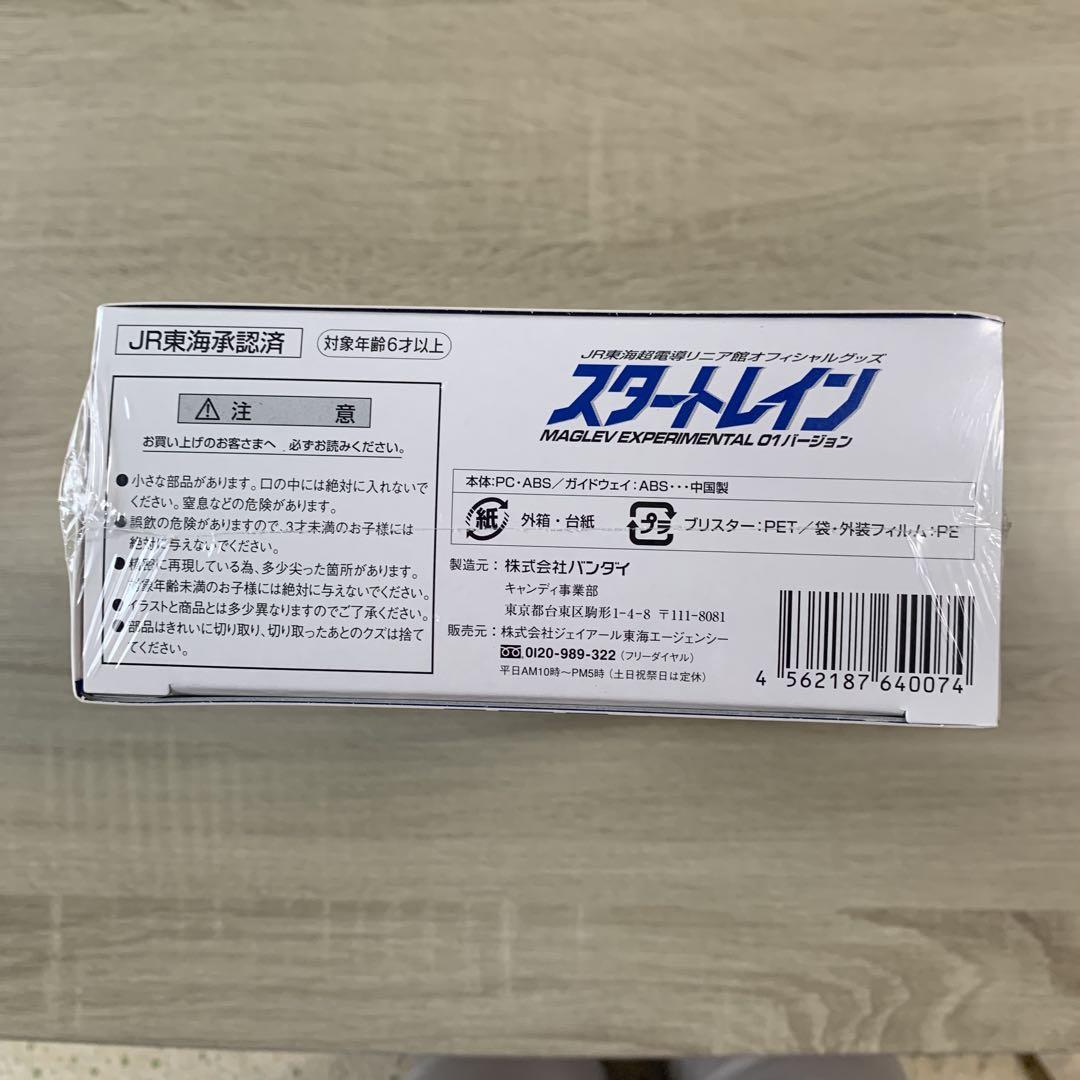 JR東海承認済
対象年齢6才以上
⚠注 意
お買い上げのお客さまへ 必ずお読みください。
●小さな部品があります。口の中には絶対に入れないで
ください。窒息などの危険があります。
●誤飲の危険がありますので、3才未満のお子様には
絶対に与えないでください。
●精密に再現している為、多少尖った箇所があります。
対象年齢未満のお子様には絶対に与えないでください。
●イラストと商品とは多少異なりますのでご了承ください。
●部品はきれいに切り取り、切り取ったあとのクズは捨て
てください。
JR東海超電導リニア館オフィシャルグッズ
スタートレイン
MAGLEV EXPERIMENTAL 01バージョン
本体:PC・ABS/ガイドウェイ:ABS・・・中国製
紙 外箱・台紙 プラ ブリスター:PET/袋・外装フィルム:PE
製造元:株式会社バンダイ
キャンディ事業部
東京都台東区駒形1-4-8 〒111-8081
販売元:株式会社ジェイアール東海エージェンシー
0120-989-322(フリーダイヤル)
平日AM10時〜PM5時(土日祝祭日は定休)
4 562187 640074